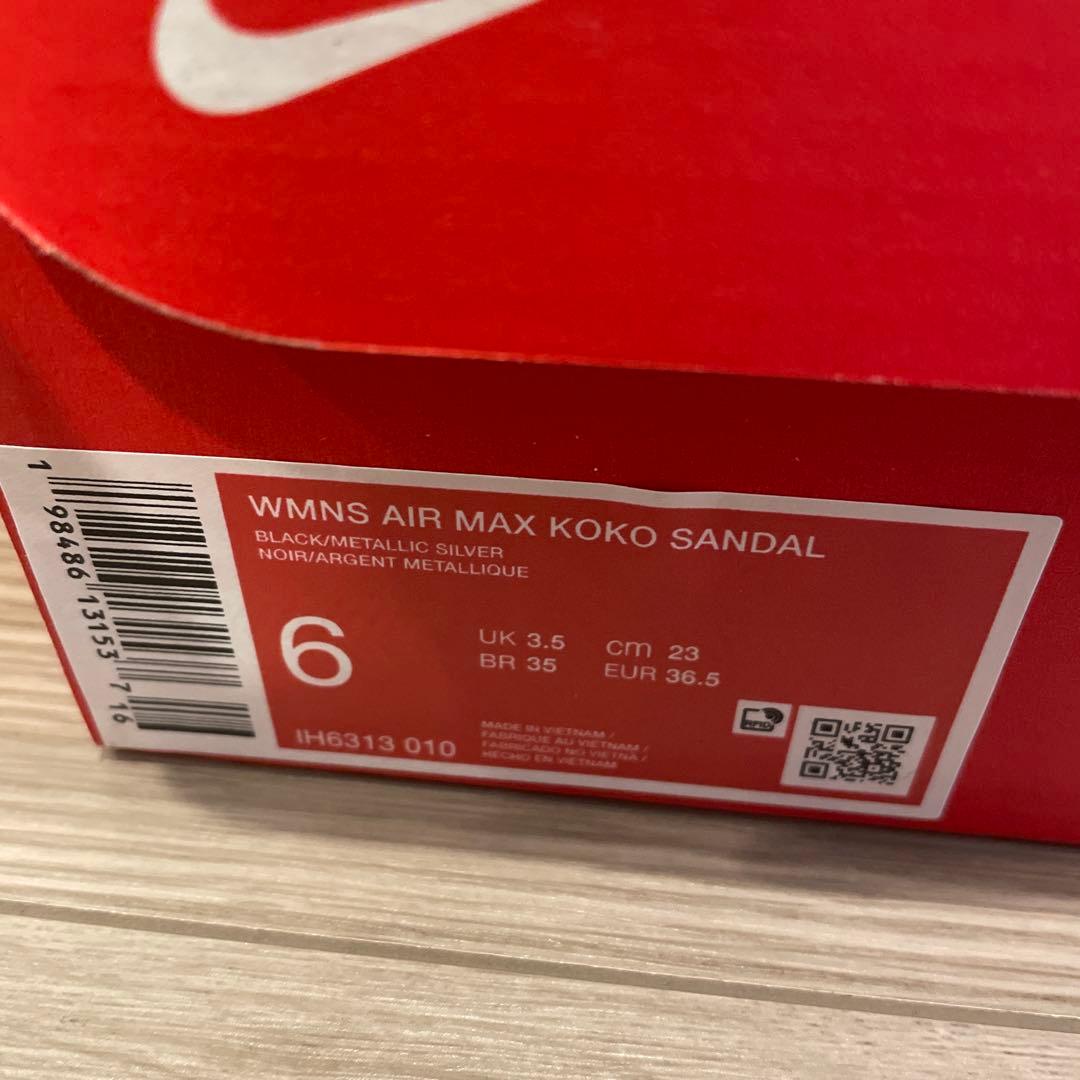 WMNS AIR MAX KOKO SANDAL
BLACK/METALLIC SILVER
NOIR/ARGENT METALLIQUE
6
UK 3.5 cm 23
BR 35 EUR 36.5
IH6313 010
MADE IN VIETNAM /
FABRIQUE AU VIETNAM /
FABRICADO NO VIETNA /
HECHO EN VIETNAM
RFID
1 98486 13153 7 16